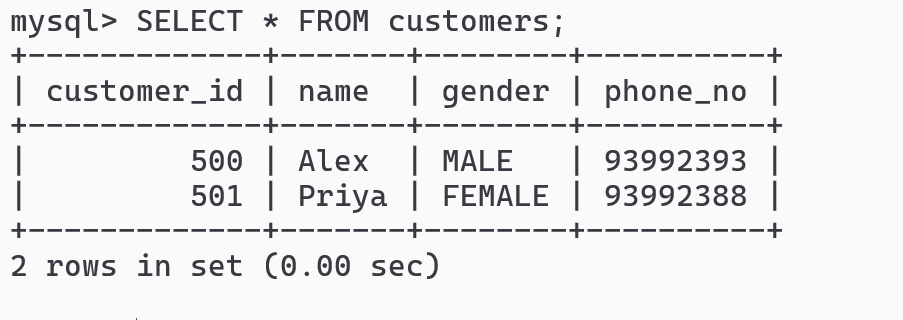 mysql> SELECT * FROM customers;
+-------------+-------+--------+----------+
| customer_id | name  | gender | phone_no |
+-------------+-------+--------+----------+
|         500 | Alex  | MALE   | 93992393 |
|         501 | Priya | FEMALE | 93992388 |
+-------------+-------+--------+----------+
2 rows in set (0.00 sec)